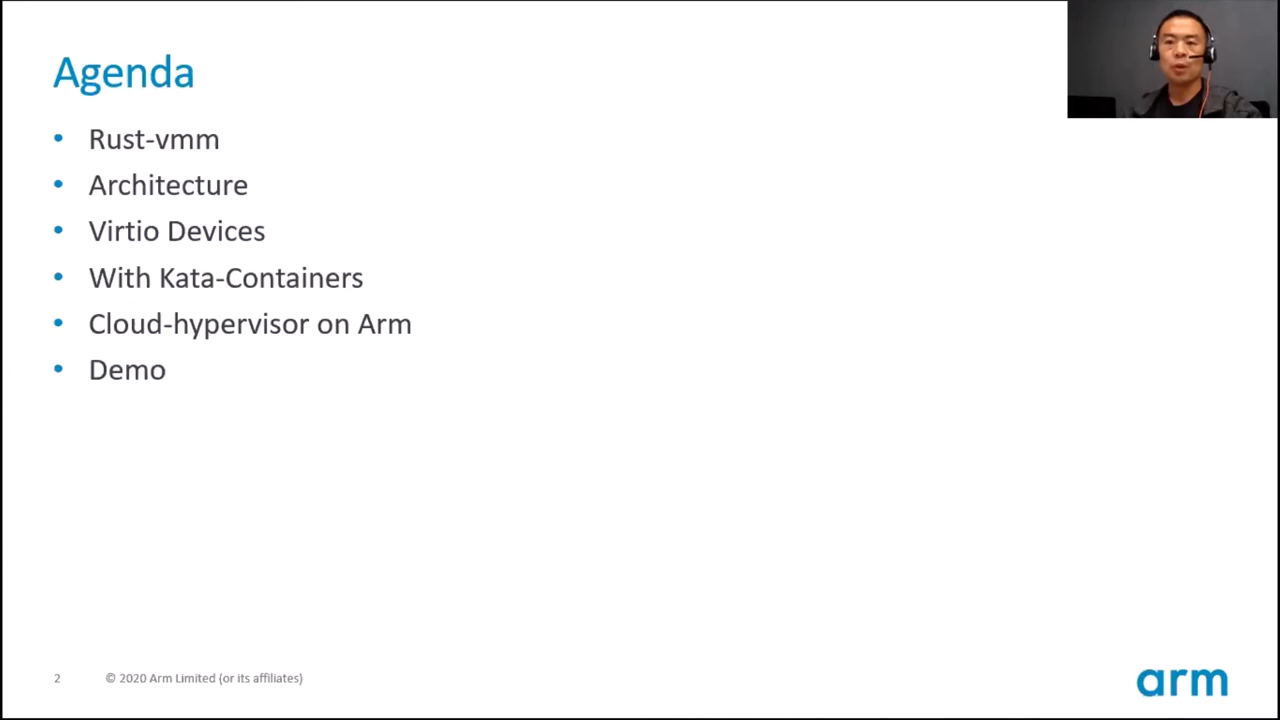 Agenda
• Rust-vmm
• Architecture
• Virtio Devices
• With Kata-Containers
• Cloud-hypervisor on Arm
• Demo
2 © 2020 Arm Limited (or its affiliates)
arm